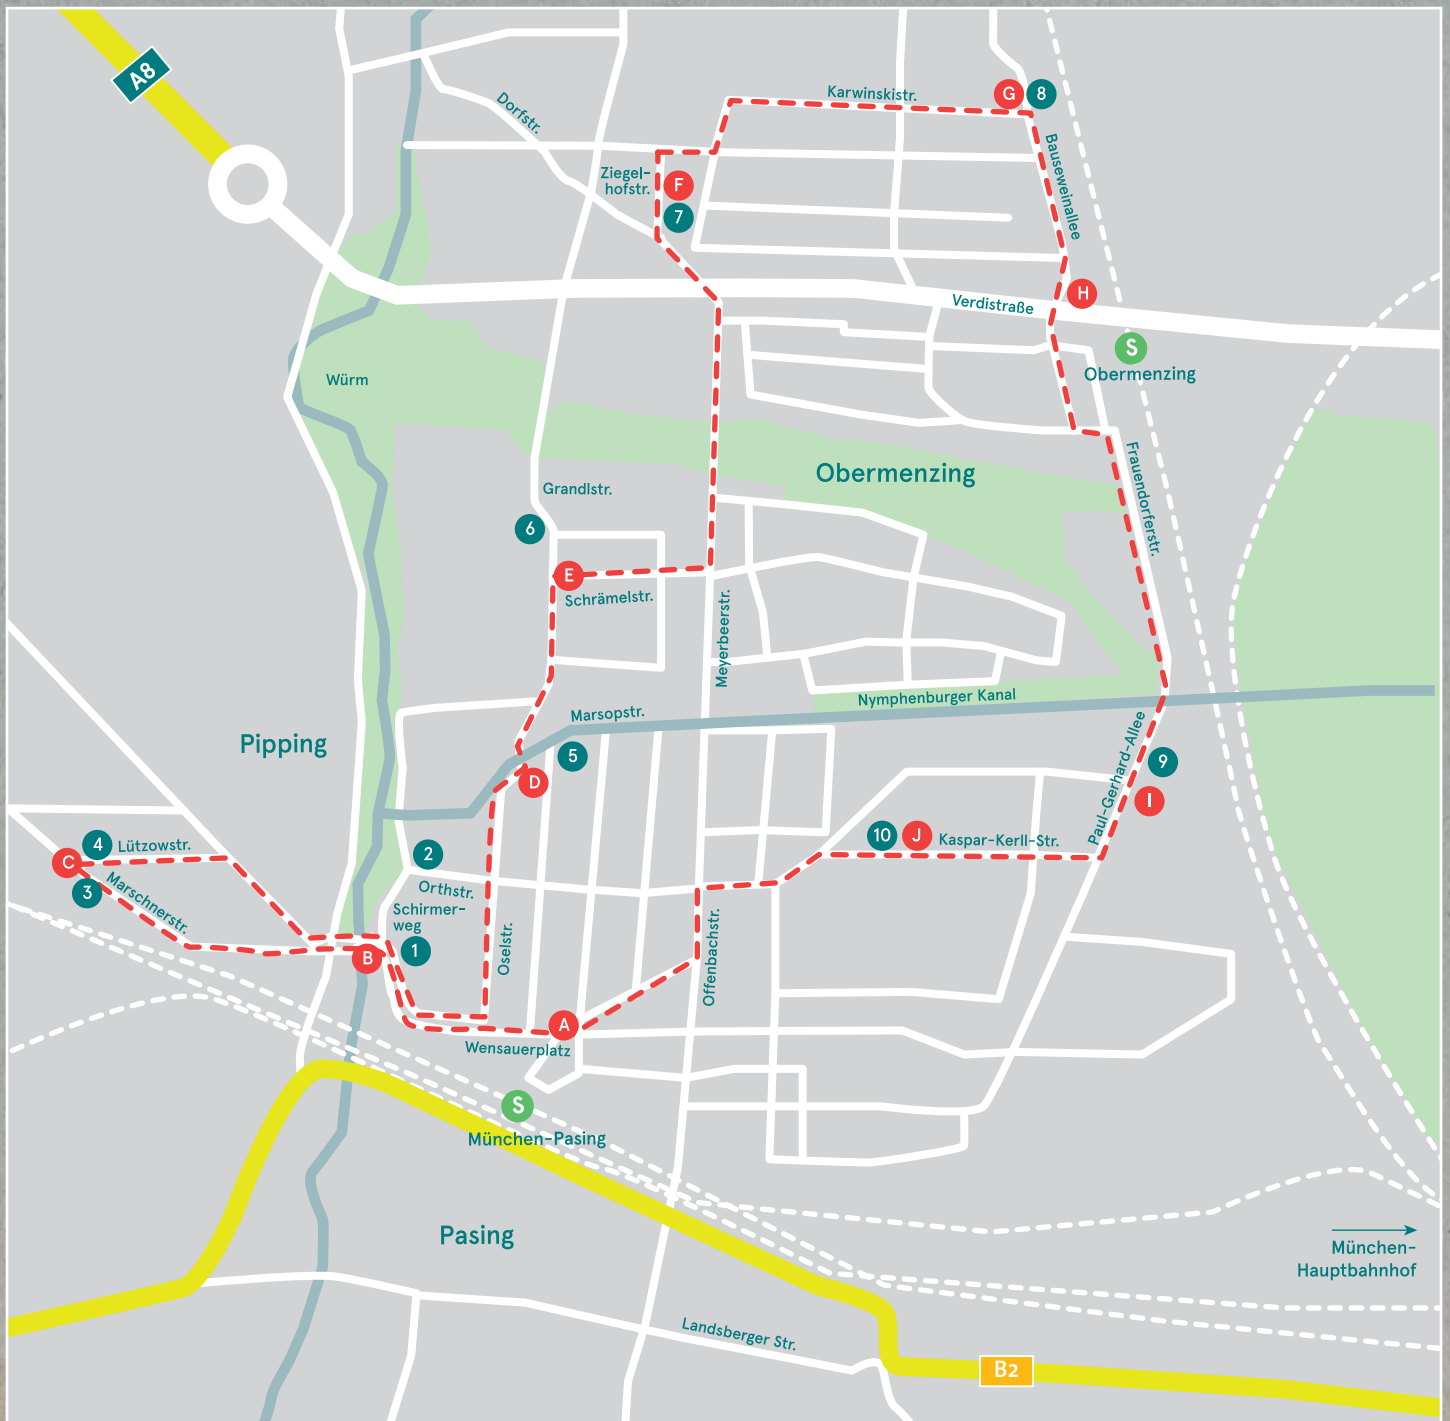 A8
Dorfstr.
Karwinskistr.
G
8
Bauseweinallee
Ziegel-
hofstr.
F
7
H
Verdistraße
S
Obermenzing
Würm
Obermenzing
Frauendorferstr.
Grandlstr.
6
E
Schrämelstr.
Meyerbeerstr.
Nymphenburger Kanal
Marsopstr.
Pipping
5
D
Paul-Gerhard-Allee
9
I
4
Lützowstr.
C
3
Marschnerstr.
2
Orthstr.
10
J
Kaspar-Kerll-Str.
Schirmer-
weg
1
B
Oselstr.
Offenbachstr.
A
Wensauerplatz
S
München-Pasing
Pasing
München-
Hauptbahnhof
Landsberger Str.
B2